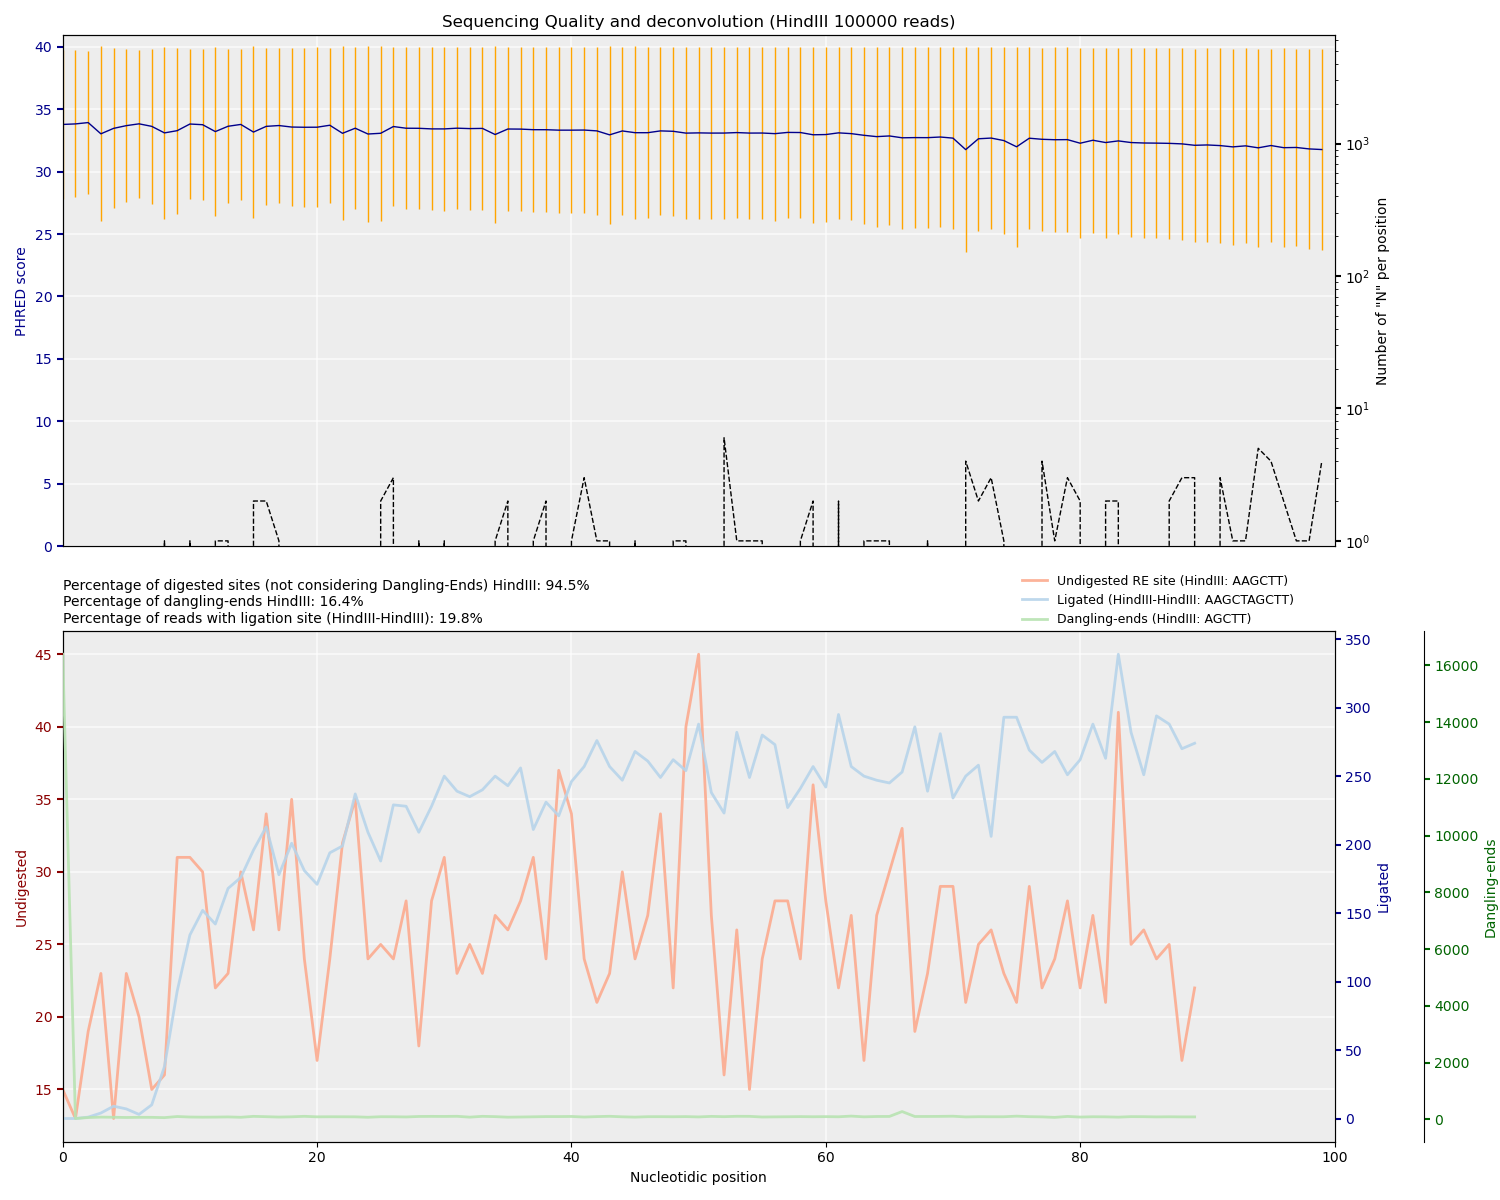 Sequencing Quality and deconvolution (HindIII 100000 reads)
40
35
30
25
20
15
10
5
0
PHRED score
10³
10²
10¹
10⁰
Number of "N" per position
Percentage of digested sites (not considering Dangling-Ends) HindIII: 94.5%
Percentage of dangling-ends HindIII: 16.4%
Percentage of reads with ligation site (HindIII-HindIII): 19.8%
Undigested RE site (HindIII: AAGCTT)
Ligated (HindIII-HindIII: AAGCTAGCTT)
Dangling-ends (HindIII: AGCTT)
45
40
35
30
25
20
15
Undigested
350
300
250
200
150
100
50
0
Ligated
16000
14000
12000
10000
8000
6000
4000
2000
0
Dangling-ends
0 20 40 60 80 100
Nucleotidic position